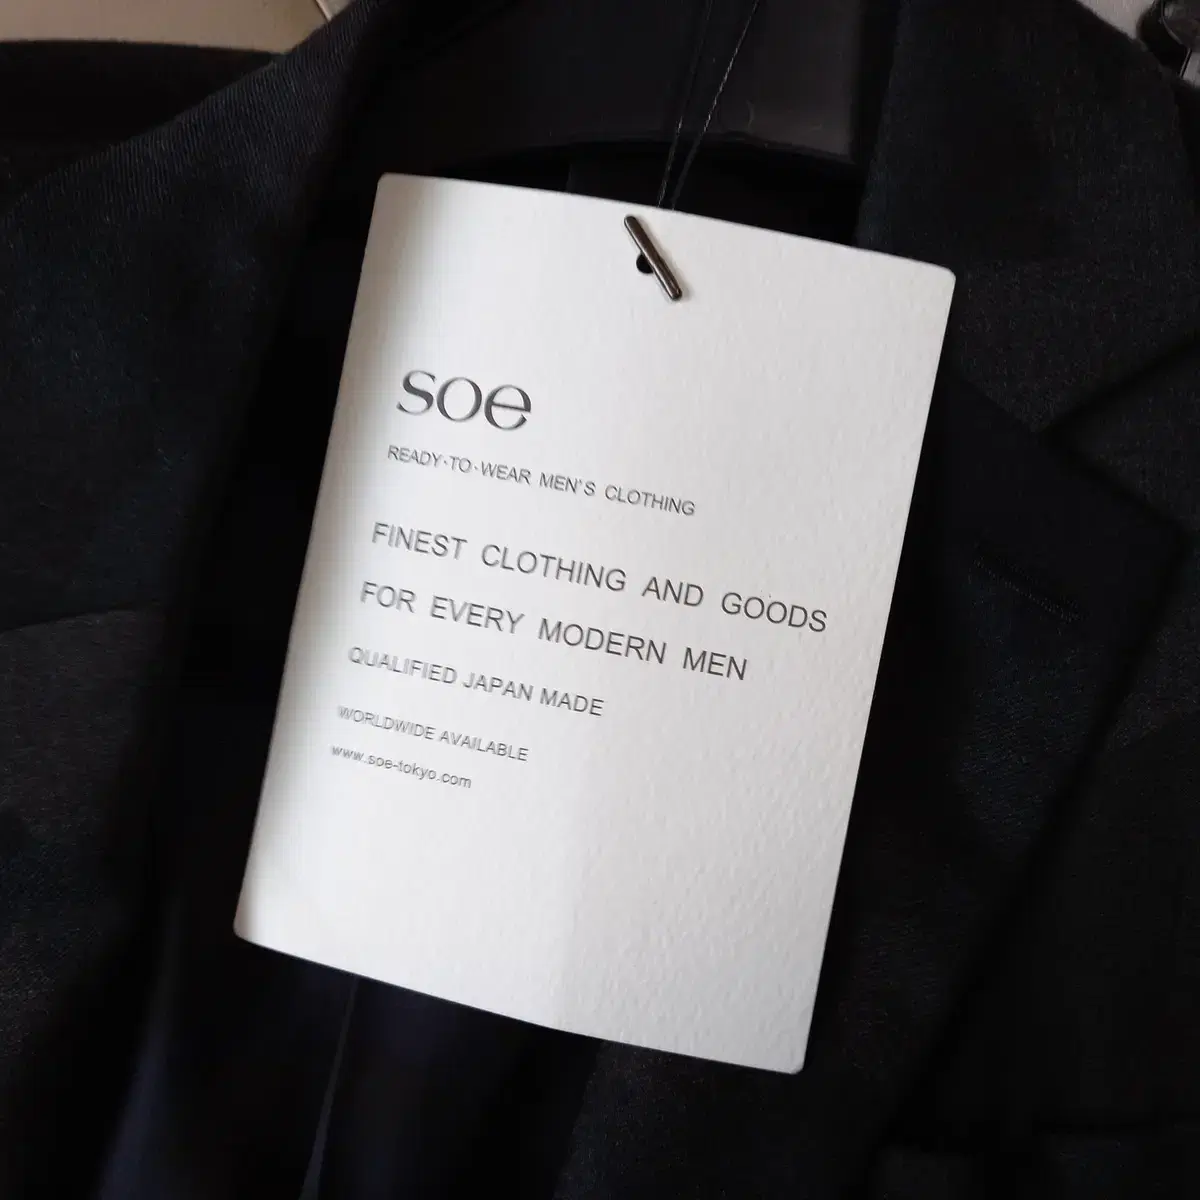 soe
READY·TO·WEAR MEN'S CLOTHING
FINEST CLOTHING AND GOODS
FOR EVERY MODERN MEN
QUALIFIED JAPAN MADE
WORLDWIDE AVAILABLE
www.soe-tokyo.com